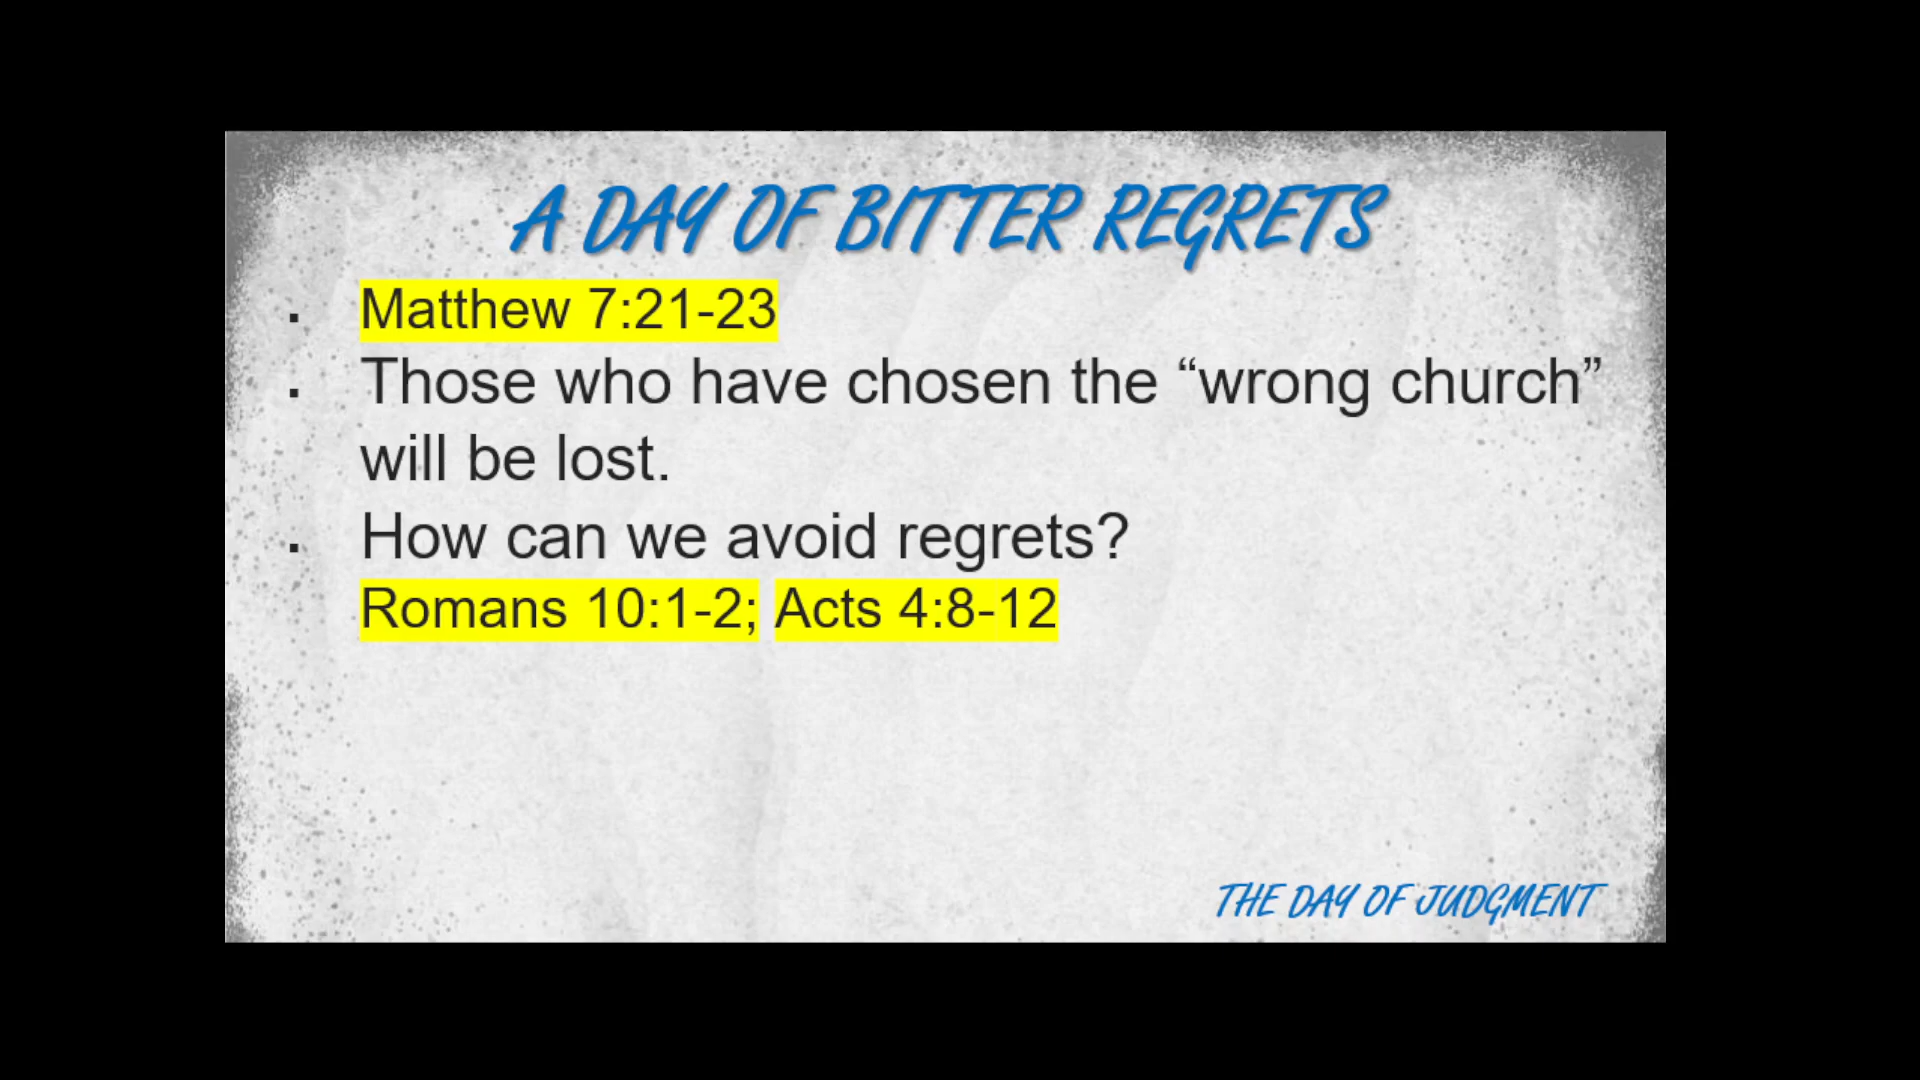 A DAY OF BITTER REGRETS
▪ Matthew 7:21-23
▪ Those who have chosen the “wrong church”
will be lost.
▪ How can we avoid regrets?
Romans 10:1-2; Acts 4:8-12
THE DAY OF JUDGMENT